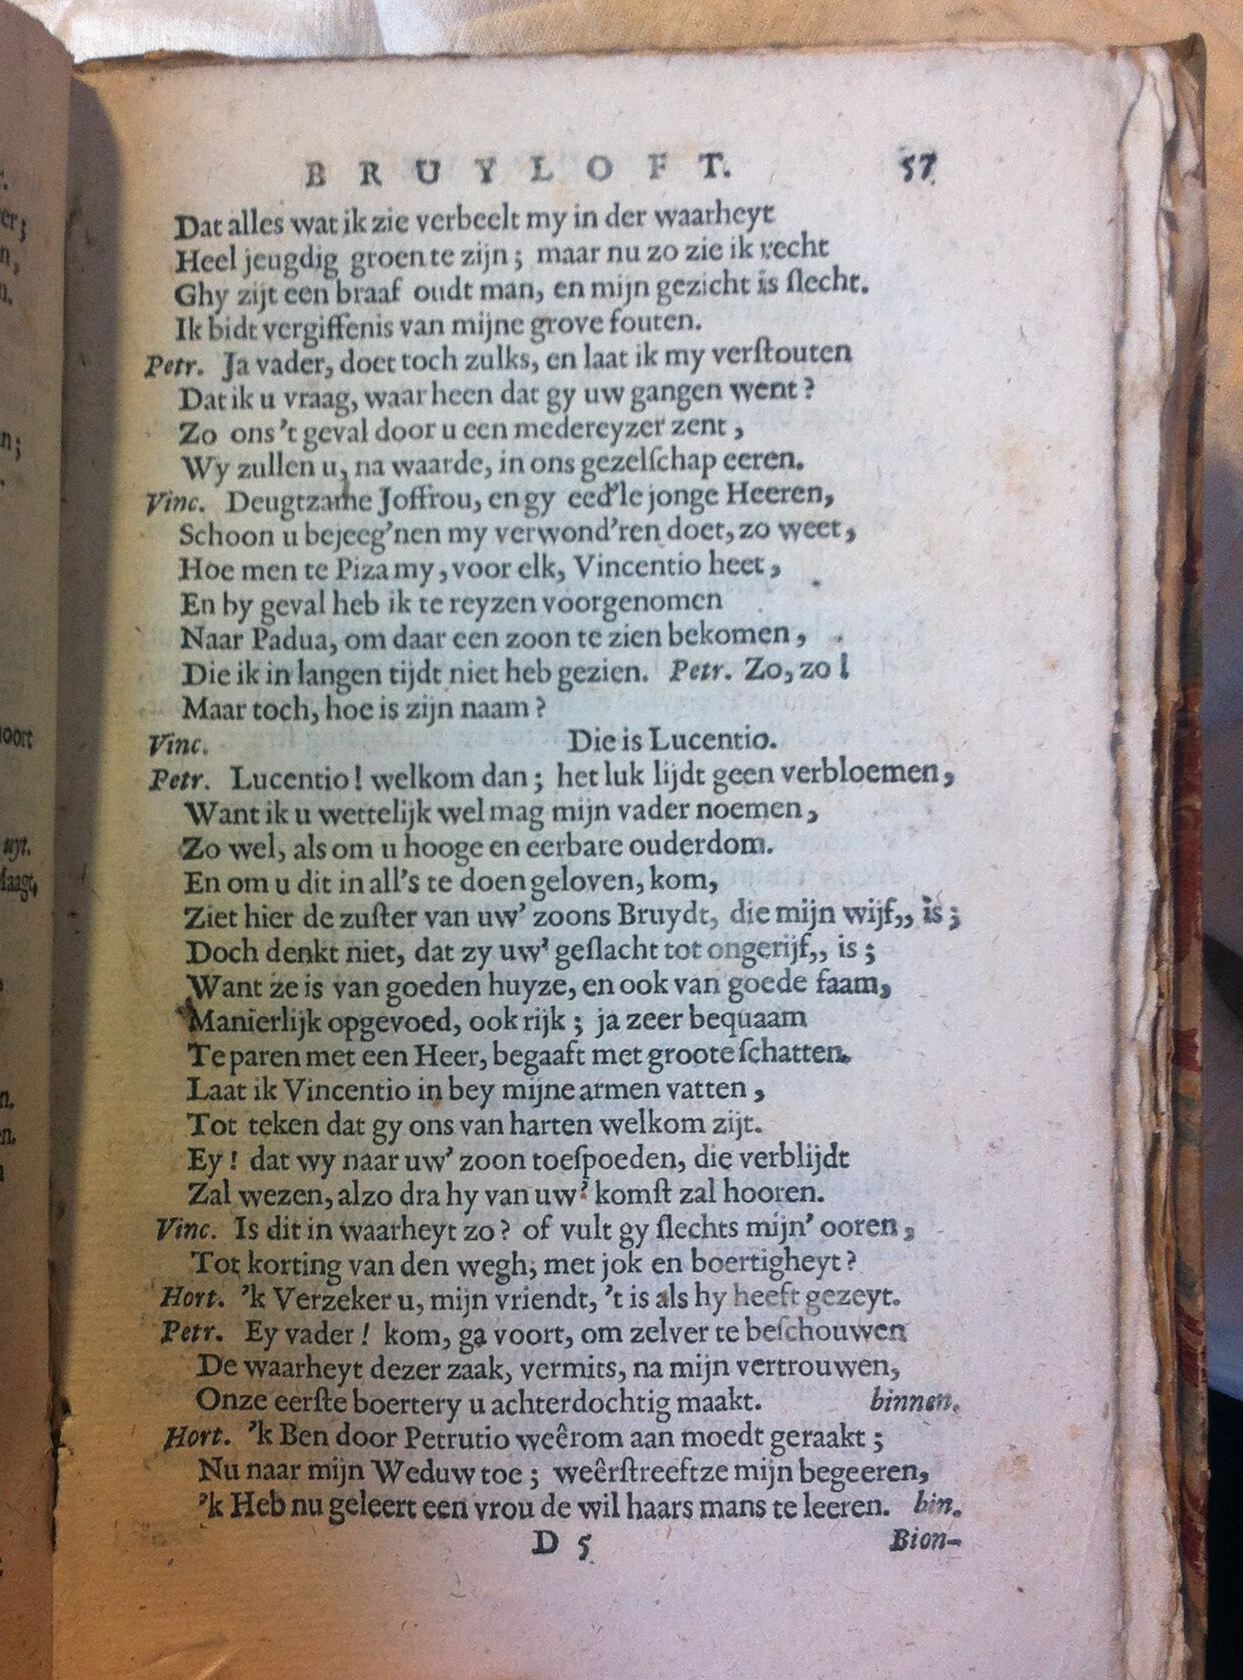 BRUYLOFT. 57
Dat alles wat ik zie verbeelt my in der waarheyt
Heel jeugdig groen te zijn; maar nu zo zie ik recht
Ghy zijt een braaf oudt man, en mijn gezicht is ſlecht.
Ik bidt vergiffenis van mijne grove fouten.
Petr. Ja vader, doet toch zulks, en laat ik my verſtouten
Dat ik u vraag, waar heen dat gy uw gangen went?
Zo ons 't geval door u een medereyzer zent,
Wy zullen u, na waarde, in ons gezelſchap eeren.
Vinc. Deugtzame Joffrou, en gy eed'le jonge Heeren,
Schoon u bejeeg'nen my verwond'ren doet, zo weet,
Hoe men te Piza my, voor elk, Vincentio heet,
En by geval heb ik te reyzen voorgenomen
Naar Padua, om daar een zoon te zien bekomen,
Die ik in langen tijdt niet heb gezien. Petr. Zo, zo!
Maar toch, hoe is zijn naam?
Vinc. Die is Lucentio.
Petr. Lucentio! welkom dan; het luk lijdt geen verbloemen,
Want ik u wettelijk wel mag mijn vader noemen,
Zo wel, als om u hooge en eerbare ouderdom.
En om u dit in all's te doen geloven, kom,
Ziet hier de zuſter van uw' zoons Bruydt, die mijn wijf,, is;
Doch denkt niet, dat zy uw' geſlacht tot ongerijf,, is;
Want ze is van goeden huyze, en ook van goede faam,
Manierlijk opgevoed, ook rijk; ja zeer bequaam
Te paren met een Heer, begaaft met groote ſchatten.
Laat ik Vincentio in bey mijne armen vatten,
Tot teken dat gy ons van harten welkom zijt.
Ey! dat wy naar uw' zoon toeſpoeden, die verblijdt
Zal wezen, alzo dra hy van uw' komſt zal hooren.
Vinc. Is dit in waarheyt zo? of vult gy ſlechts mijn' ooren,
Tot korting van den wegh, met jok en boertigheyt?
Hort. 'k Verzeker u, mijn vriendt, 't is als hy heeft gezeyt.
Petr. Ey vader! kom, ga voort, om zelver te beſchouwen
De waarheyt dezer zaak, vermits, na mijn vertrouwen,
Onze eerſte boertery u achterdochtig maakt. binnen.
Hort. 'k Ben door Petrutio weêrom aan moedt geraakt;
Nu naar mijn Weduw toe; weêrſtreeft ze mijn begeeren,
'k Heb nu geleert een vrou de wil haars mans te leeren. bin.
D 5 Bion-